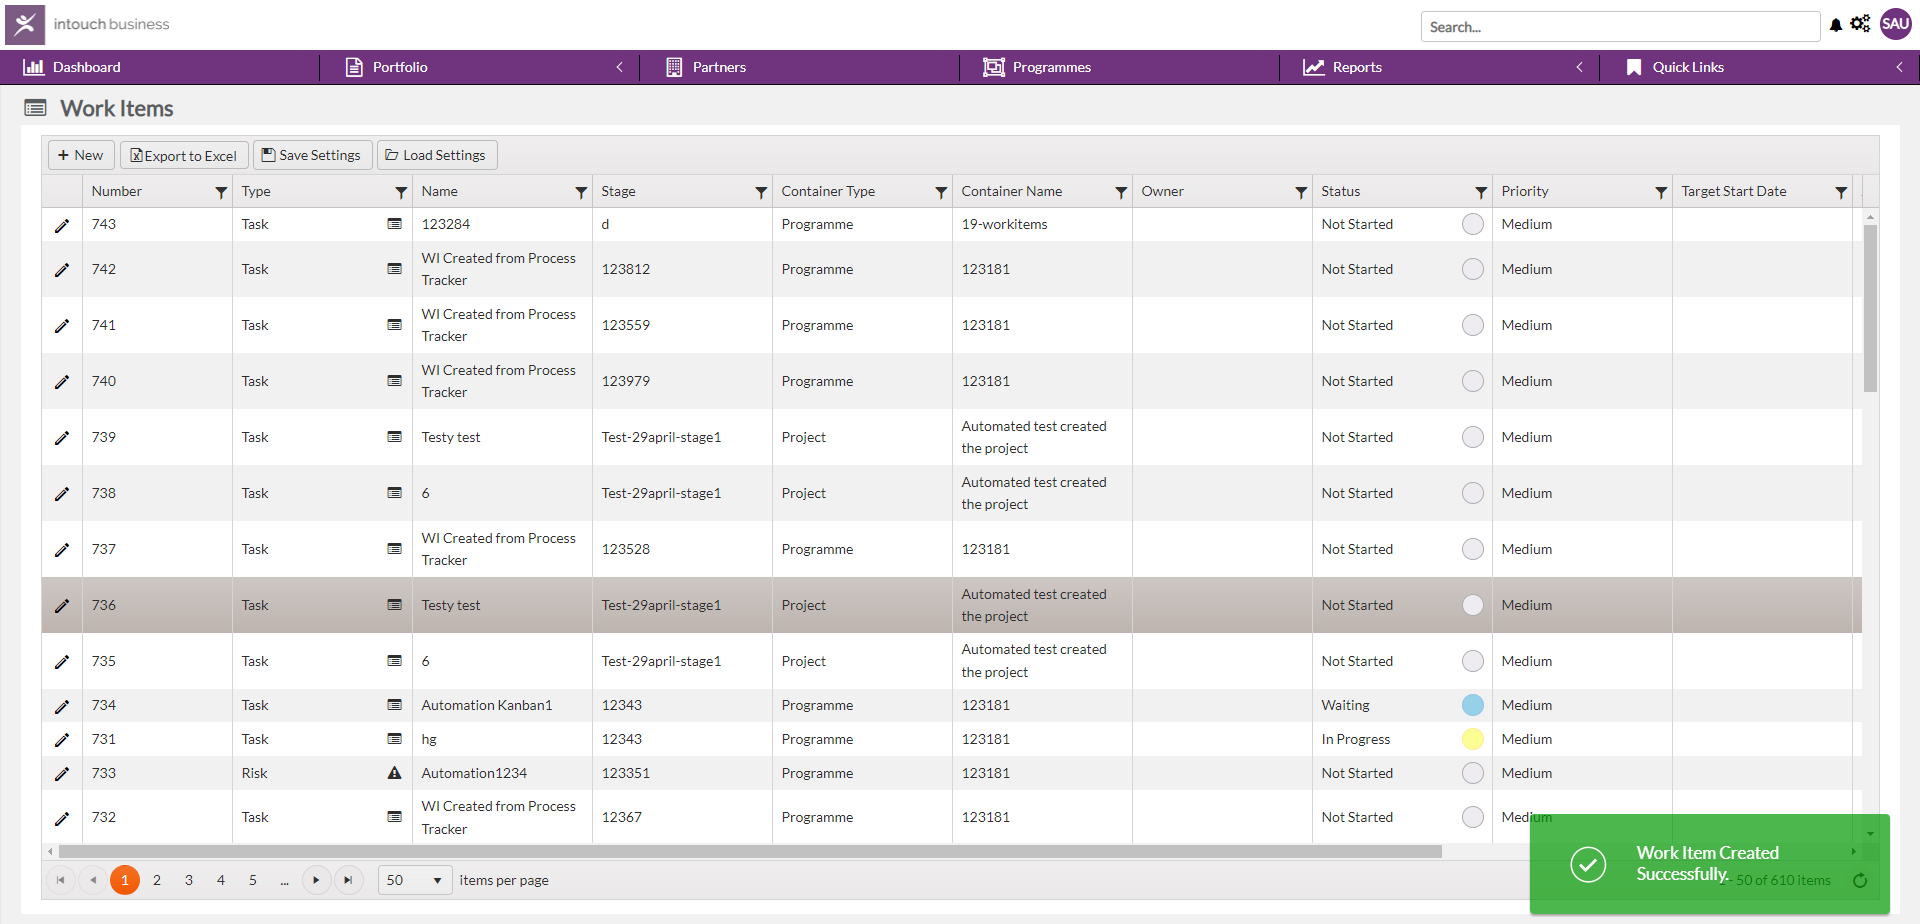 intouch business
Search...
SAU
Dashboard Portfolio Partners Programmes Reports Quick Links
Work Items
+ New Export to Excel Save Settings Load Settings
Number Type Name Stage Container Type Container Name Owner Status Priority Target Start Date
743 Task 123284 d Programme 19-workitems Not Started Medium
742 Task WI Created from Process Tracker 123812 Programme 123181 Not Started Medium
741 Task WI Created from Process Tracker 123559 Programme 123181 Not Started Medium
740 Task WI Created from Process Tracker 123979 Programme 123181 Not Started Medium
739 Task Testy test Test-29april-stage1 Project Automated test created the project Not Started Medium
738 Task 6 Test-29april-stage1 Project Automated test created the project Not Started Medium
737 Task WI Created from Process Tracker 123528 Programme 123181 Not Started Medium
736 Task Testy test Test-29april-stage1 Project Automated test created the project Not Started Medium
735 Task 6 Test-29april-stage1 Project Automated test created the project Not Started Medium
734 Task Automation Kanban1 12343 Programme 123181 Waiting Medium
731 Task hg 12343 Programme 123181 In Progress Medium
733 Risk Automation1234 123351 Programme 123181 Not Started Medium
732 Task WI Created from Process Tracker 12367 Programme 123181 Not Started Medium
1 2 3 4 5 ... 50 items per page
Work Item Created
Successfully.
- 50 of 610 items